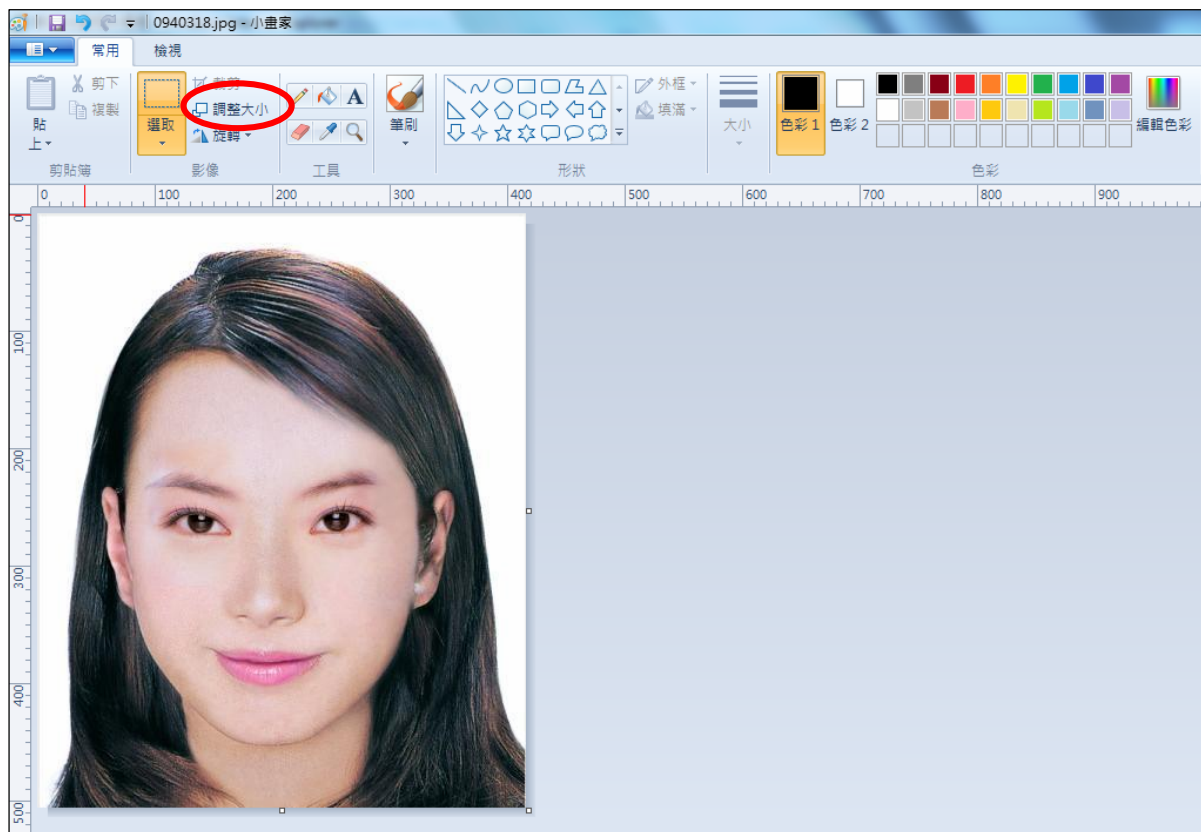 0940318.jpg - 小畫家
常用 檢視
剪下
裁剪
外框
複製
調整大小
A
填滿
貼上
選取
旋轉
筆刷
大小
色彩 1
色彩 2
編輯色彩
剪貼簿
影像
工具
形狀
色彩
0 100 200 300 400 500 600 700 800 900
0
100
200
300
400
500